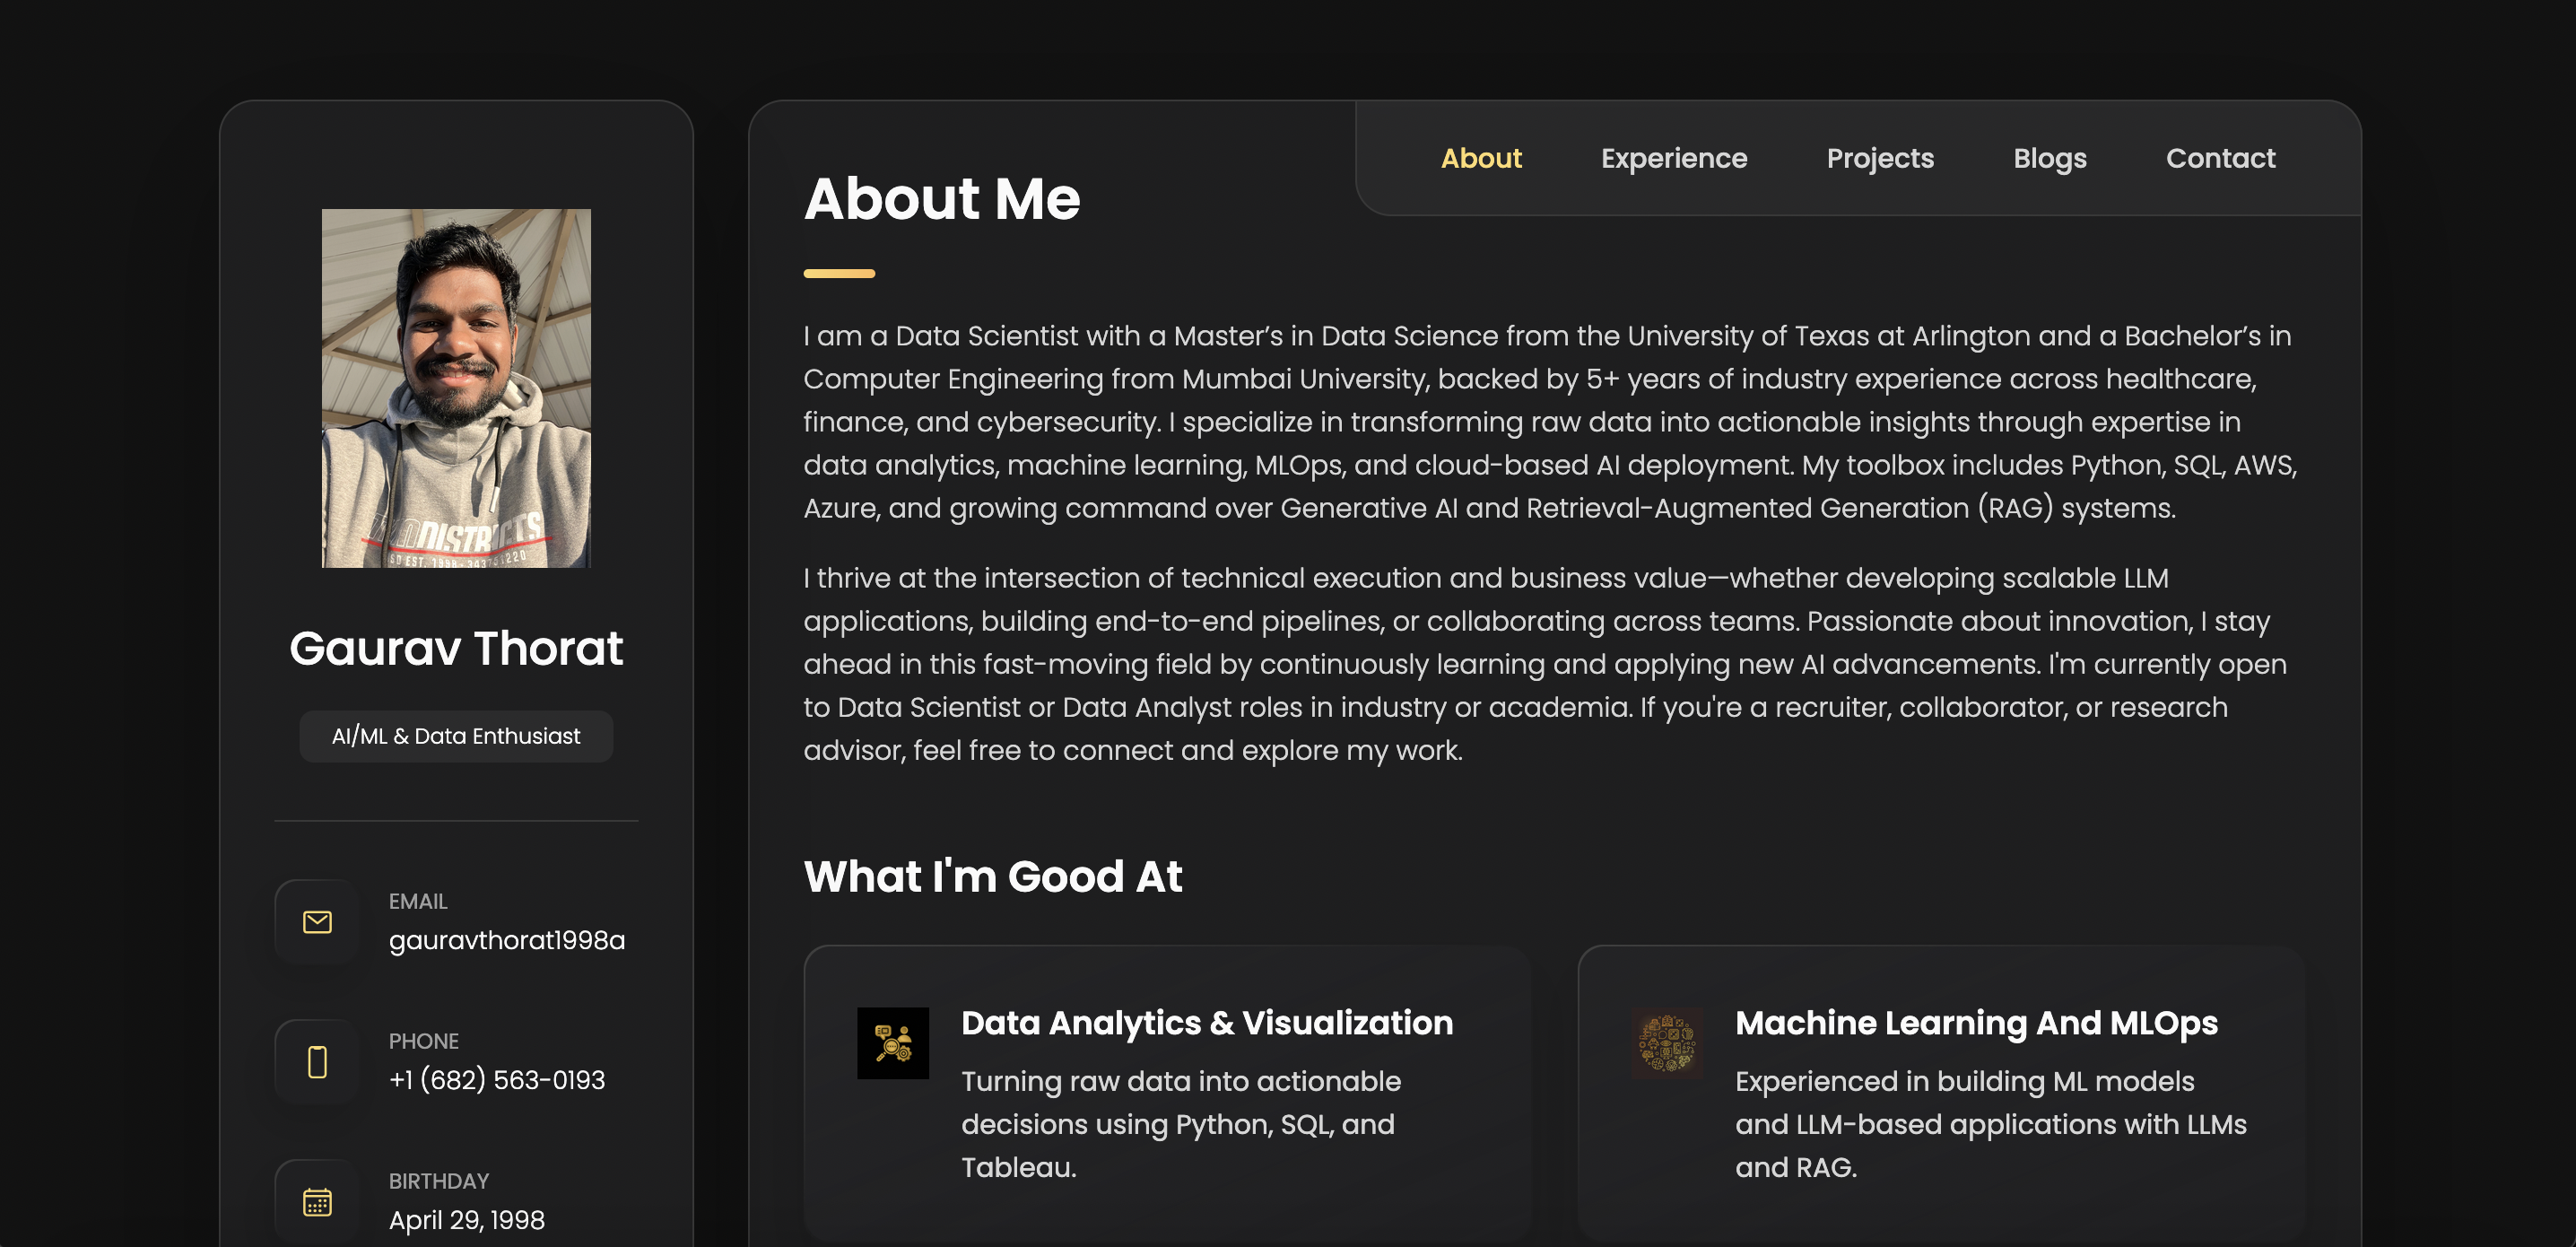 About
Experience
Projects
Blogs
Contact
Gaurav Thorat
AI/ML & Data Enthusiast
EMAIL
gauravthorat1998a
PHONE
+1 (682) 563-0193
BIRTHDAY
April 29, 1998
About Me
I am a Data Scientist with a Master’s in Data Science from the University of Texas at Arlington and a Bachelor’s in
Computer Engineering from Mumbai University, backed by 5+ years of industry experience across healthcare,
finance, and cybersecurity. I specialize in transforming raw data into actionable insights through expertise in
data analytics, machine learning, MLOps, and cloud-based AI deployment. My toolbox includes Python, SQL, AWS,
Azure, and growing command over Generative AI and Retrieval-Augmented Generation (RAG) systems.
I thrive at the intersection of technical execution and business value—whether developing scalable LLM
applications, building end-to-end pipelines, or collaborating across teams. Passionate about innovation, I stay
ahead in this fast-moving field by continuously learning and applying new AI advancements. I'm currently open
to Data Scientist or Data Analyst roles in industry or academia. If you're a recruiter, collaborator, or research
advisor, feel free to connect and explore my work.
What I'm Good At
Data Analytics & Visualization
Turning raw data into actionable
decisions using Python, SQL, and
Tableau.
Machine Learning And MLOps
Experienced in building ML models
and LLM-based applications with LLMs
and RAG.